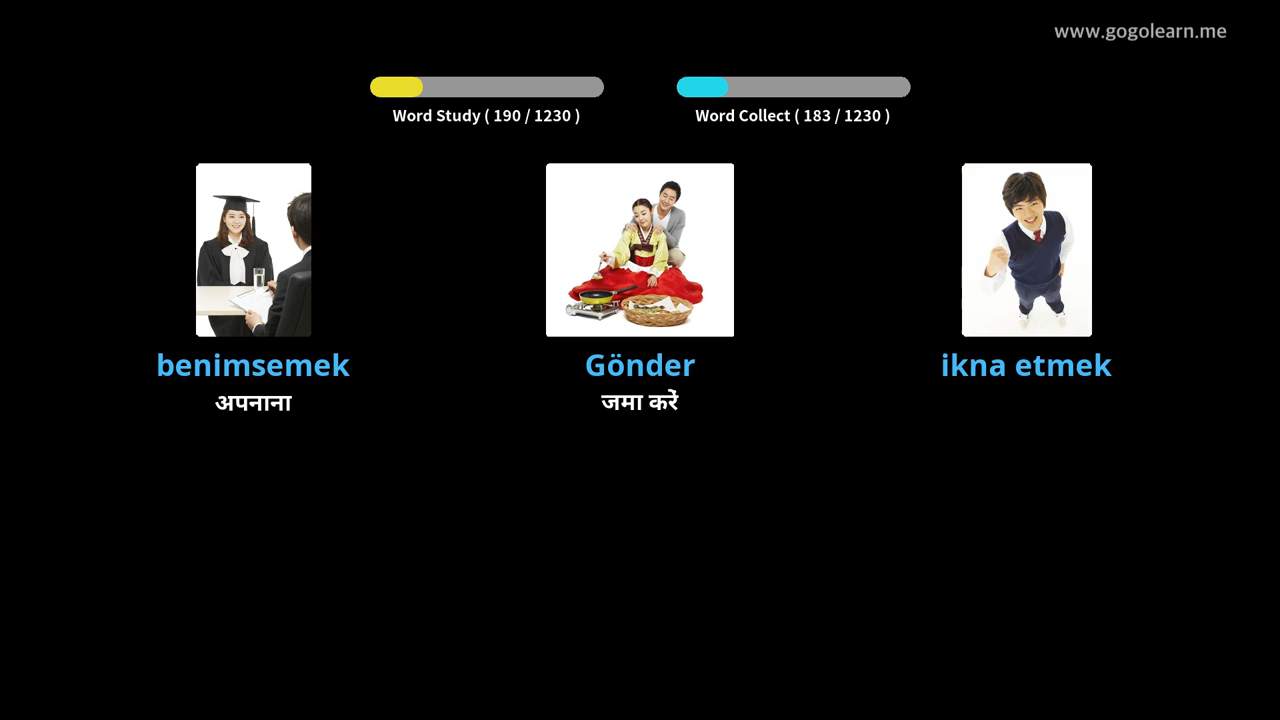 www.gogolearn.me
Word Study ( 190 / 1230 )
Word Collect ( 183 / 1230 )
benimsemek
अपनाना
Gönder
जमा करें
ikna etmek